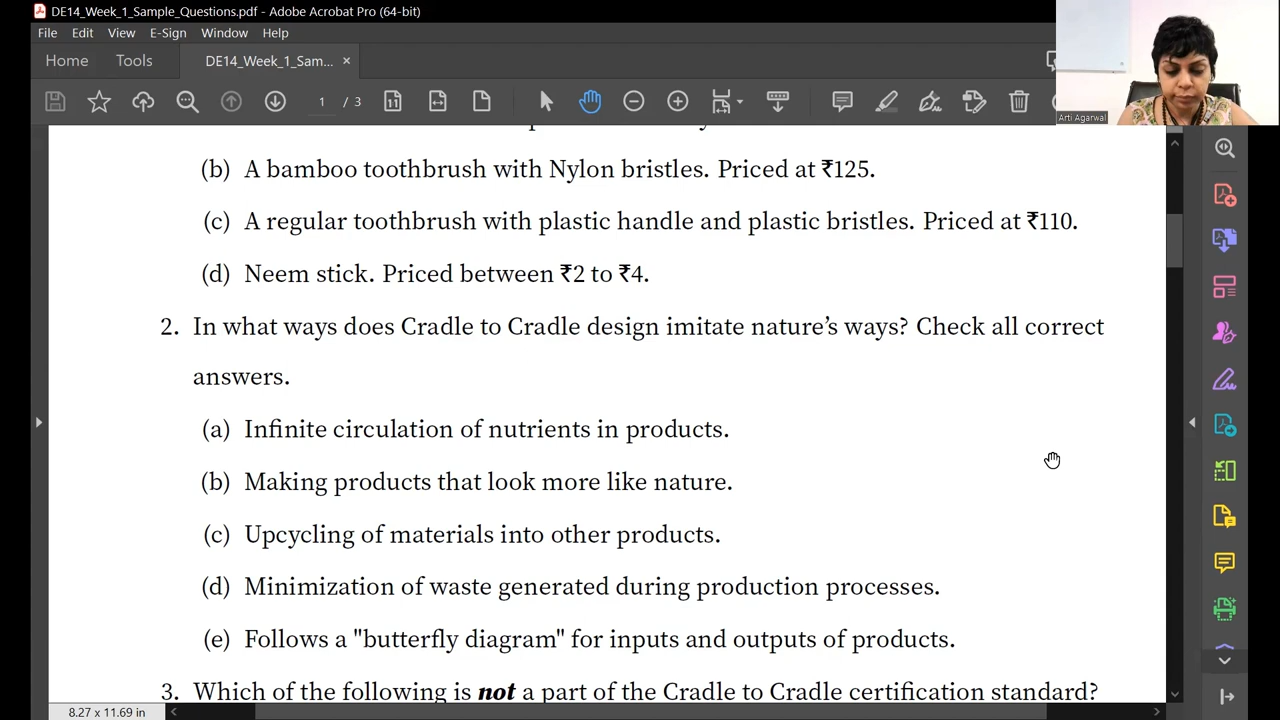 DE14_Week_1_Sample_Questions.pdf - Adobe Acrobat Pro (64-bit)
File Edit View E-Sign Window Help
Home Tools DE14_Week_1_Sam... ×
1 / 3
Arti Agarwal
(b) A bamboo toothbrush with Nylon bristles. Priced at ₹125.
(c) A regular toothbrush with plastic handle and plastic bristles. Priced at ₹110.
(d) Neem stick. Priced between ₹2 to ₹4.
2. In what ways does Cradle to Cradle design imitate nature’s ways? Check all correct
answers.
(a) Infinite circulation of nutrients in products.
(b) Making products that look more like nature.
(c) Upcycling of materials into other products.
(d) Minimization of waste generated during production processes.
(e) Follows a "butterfly diagram" for inputs and outputs of products.
3. Which of the following is not a part of the Cradle to Cradle certification standard?
8.27 x 11.69 in